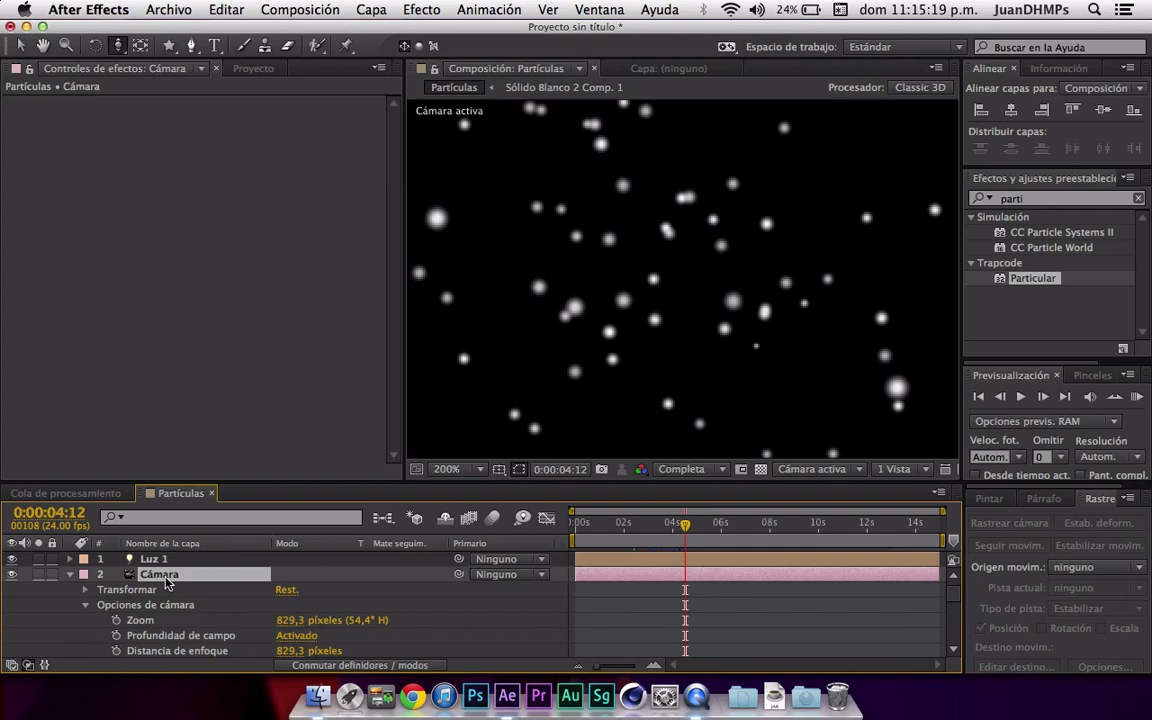 After Effects Archivo Editar Composición Capa Efecto Animación Ver Ventana Ayuda 24% dom 11:15:19 p.m. JuanDHMPs
Proyecto sin título *
Espacio de trabajo: Estándar Buscar en la Ayuda
Controles de efectos: Cámara Proyecto Composición: Partículas Capa: (ninguno) Alinear Información
Partículas • Cámara Partículas Sólido Blanco 2 Comp. 1 Procesador: Classic 3D Alinear capas para: Composición
Cámara activa
Distribuir capas:
Efectos y ajustes preestableci
parti
Simulación
CC Particle Systems II
CC Particle World
Trapcode
Particular
Previsualización Pinceles
Opciones previs. RAM
Veloc. fot. Omitir Resolución
Autom. 0 Autom.
200% 0:00:04:12 Completa Cámara activa 1 Vista Desde tiempo act. Pant. compl.
Cola de procesamiento Partículas Pintar Párrafo Rastre
0:00:04:12
00108 (24.00 fps) :00s 02s 04s 06s 08s 10s 12s 14s
Rastrear cámara Estab. deform.
Seguir movim. Estabilizar movim.
# Nombre de la capa Modo T Mate seguim. Primario
1 Luz 1 Ninguno
Origen movim.: ninguno
2 Cámara Ninguno
Pista actual: ninguno
Transformar Rest.
Opciones de cámara
Tipo de pista: Estabilizar
Zoom 829,3 píxeles (54,4° H)
Posición Rotación Escala
Profundidad de campo Activado
Destino movim.:
Distancia de enfoque 829,3 píxeles
Conmutar definidores / modos Editar destino... Opciones...
Ps Ae Pr Au Sg
JAR